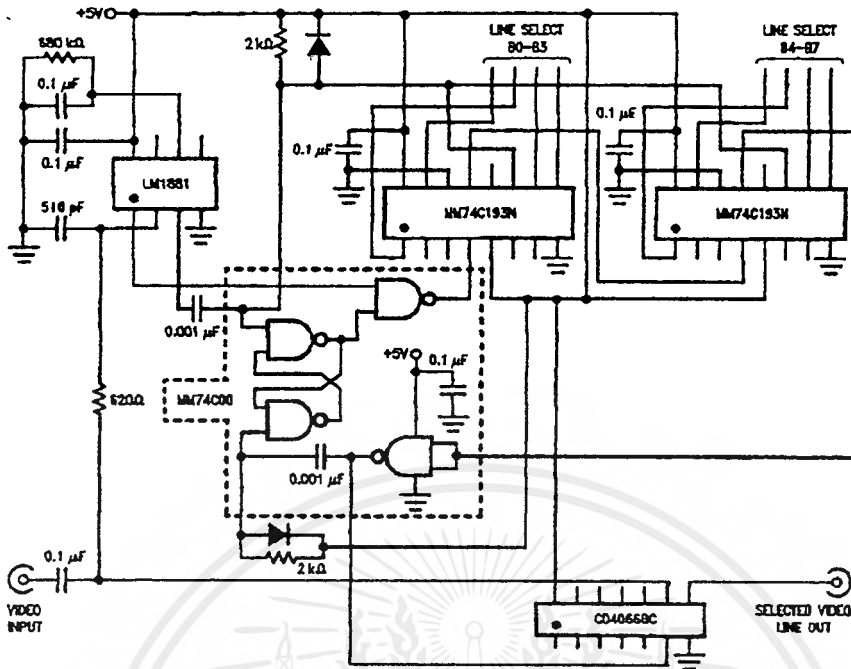 +5V
680 kΩ
0.1 µF
0.1 µF
510 pF
LM1881
2 kΩ
LINE SELECT
B0-B3
LINE SELECT
B4-B7
0.1 µF
0.1 µF
MM74C193N
MM74C193N
0.001 µF
MM74C00
+5V
0.1 µF
620Ω
0.001 µF
2 kΩ
0.1 µF
VIDEO
INPUT
CD4066BC
SELECTED VIDEO
LINE OUT